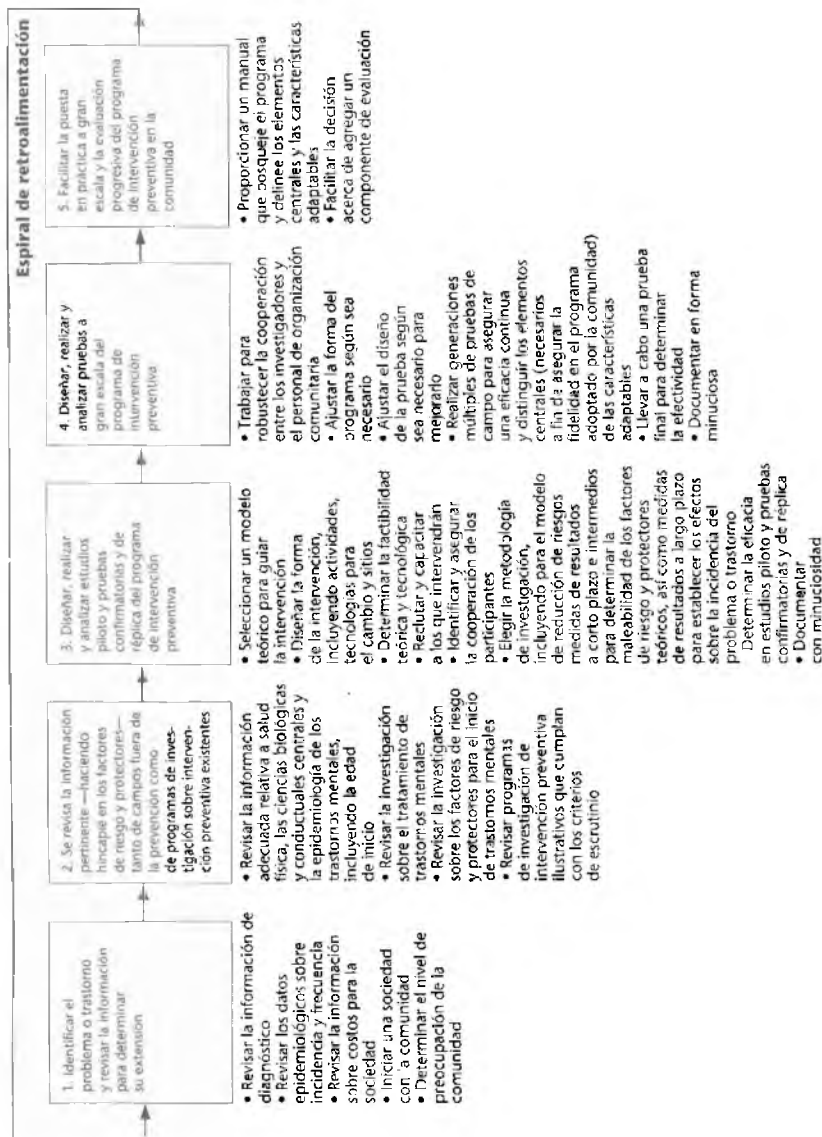 Espiral de retroalimentación
1. Identificar el
problema o trastorno
y revisar la información
para determinar
su extensión
• Revisar la información de
diagnóstico
• Revisar los datos
epidemiológicos sobre
incidencia y frecuencia
• Revisar la información
sobre costos para la
sociedad
• Iniciar una sociedad
con la comunidad
• Determinar el nivel de
preocupación de la
comunidad
2. Se revisa la información
pertinente —haciendo
hincapié en los factores
de riesgo y protectores—
tanto de campos fuera de
la prevención como
de programas de inves-
tigación sobre interven-
ción preventiva existentes
• Revisar la información
adecuada relativa a salud
física, las ciencias biológicas
y conductuales centrales y
la epidemiología de los
trastornos mentales,
incluyendo la edad
de inicio
• Revisar la investigación
sobre el tratamiento de
trastornos mentales
• Revisar la investigación
sobre los factores de riesgo
y protectores para el inicio
de trastornos mentales
• Revisar programas
de investigación de
intervención preventiva
ilustrativos que cumplan
con los criterios
de escrutinio
3. Diseñar, realizar
y analizar estudios
piloto y pruebas
confirmatorias y de
réplica del programa
de intervención
preventiva
• Seleccionar un modelo
teórico para guiar
la intervención
• Diseñar la forma
de la intervención,
incluyendo actividades,
tecnologías para
el cambio y sitios
• Determinar la factibilidad
teórica y tecnológica
• Reclutar y capacitar
a los que intervendrán
• Identificar y asegurar
la cooperación de los
participantes
• Elegir la metodología
de investigación,
incluyendo para el modelo
de reducción de riesgos
medidas de resultados
a corto plazo e intermedios
para determinar la
maleabilidad de los factores
de riesgo y protectores
teóricos, así como medidas
de resultados a largo plazo
para establecer los efectos
sobre la incidencia del
problema o trastorno
Determinar la eficacia
en estudios piloto y pruebas
confirmatorias y de réplica
• Documentar
con minuciosidad
4. Diseñar, realizar y
analizar pruebas a
gran escala del
programa de
intervención
preventiva
• Trabajar para
robustecer la cooperación
entre los investigadores y
el personal de organización
comunitaria
• Ajustar la forma del
programa según sea
necesario
• Ajustar el diseño
de la prueba según
sea necesario para
mejorarlo
• Realizar generaciones
múltiples de pruebas de
campo para asegurar
una eficacia continua
y distinguir los elementos
centrales (necesarios
a fin de asegurar la
fidelidad en el programa
adoptado por la comunidad)
de las características
adaptables
• Llevar a cabo una prueba
final para determinar
la efectividad
• Documentar en forma
minuciosa
5. Facilitar la puesta
en práctica a gran
escala y la evaluación
progresiva del programa
de intervención
preventiva en la
comunidad
• Proporcionar un manual
que bosqueje el programa
y delinee los elementos
centrales y las características
adaptables
• Facilitar la decisión
acerca de agregar un
componente de evaluación